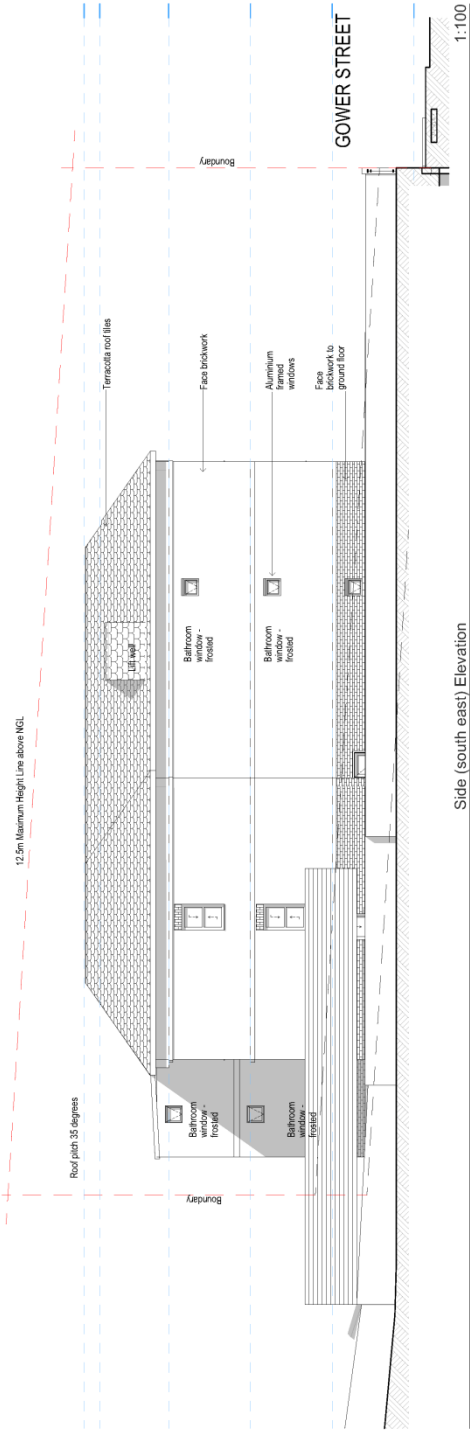 12.5m Maximum Height Line above NGL
Roof pitch 35 degrees
Terracotta roof tiles
Lift well
Boundary
Boundary
Face brickwork
Bathroom
window -
frosted
Bathroom
window -
frosted
Aluminium
framed
windows
Bathroom
window -
frosted
Bathroom
window -
frosted
Face
brickwork to
ground floor
GOWER STREET
Side (south east) Elevation
1:100